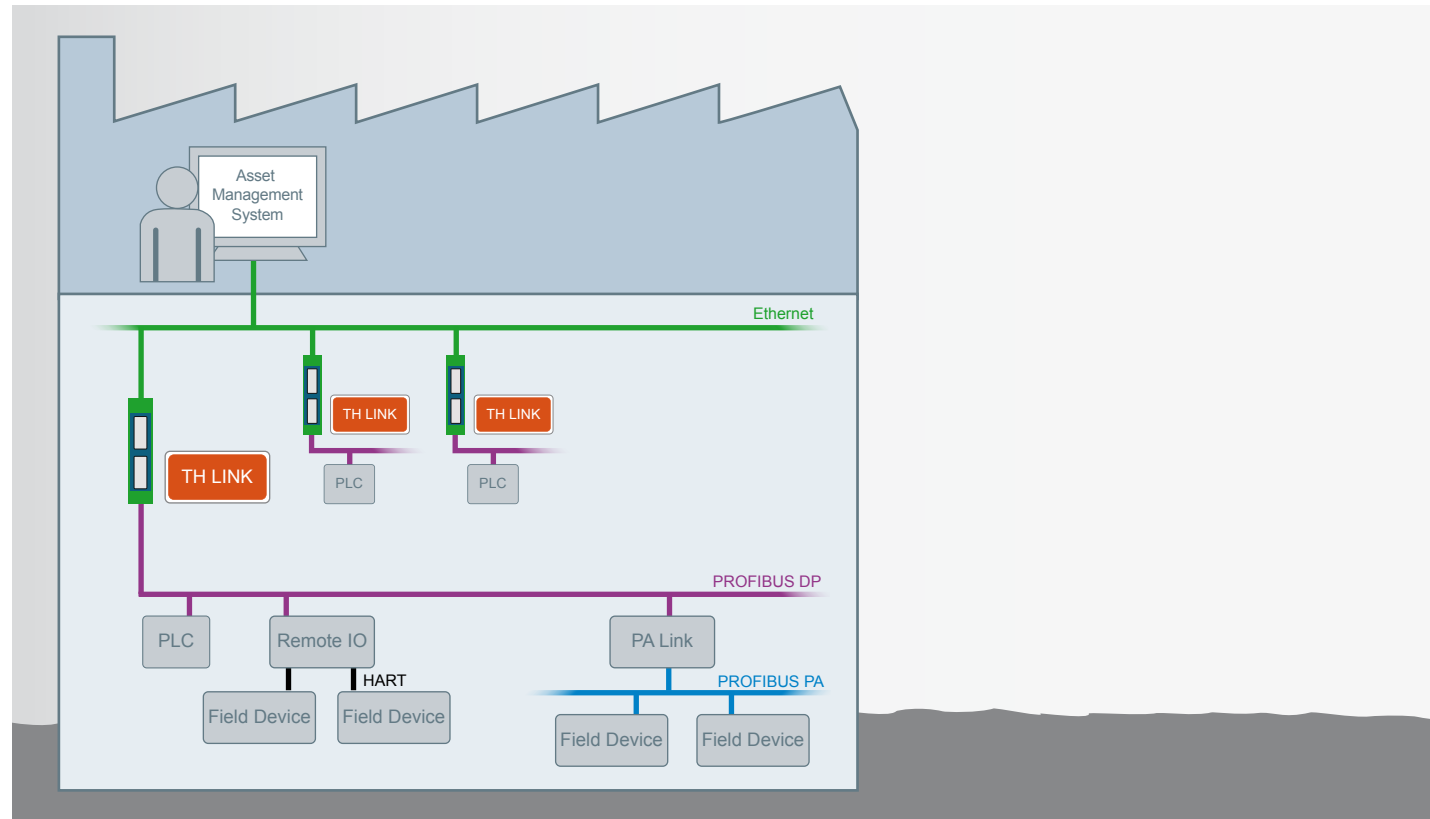 Asset
Management
System
Ethernet
TH LINK
TH LINK
TH LINK
PLC
PLC
PROFIBUS DP
PLC
Remote IO
PA Link
HART
PROFIBUS PA
Field Device
Field Device
Field Device
Field Device